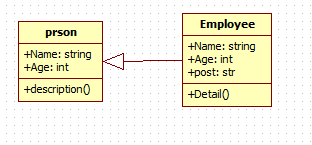 prson
+Name: string
+Age: int
+description()
Employee
+Name: string
+Age: int
+post: str
+Detail()